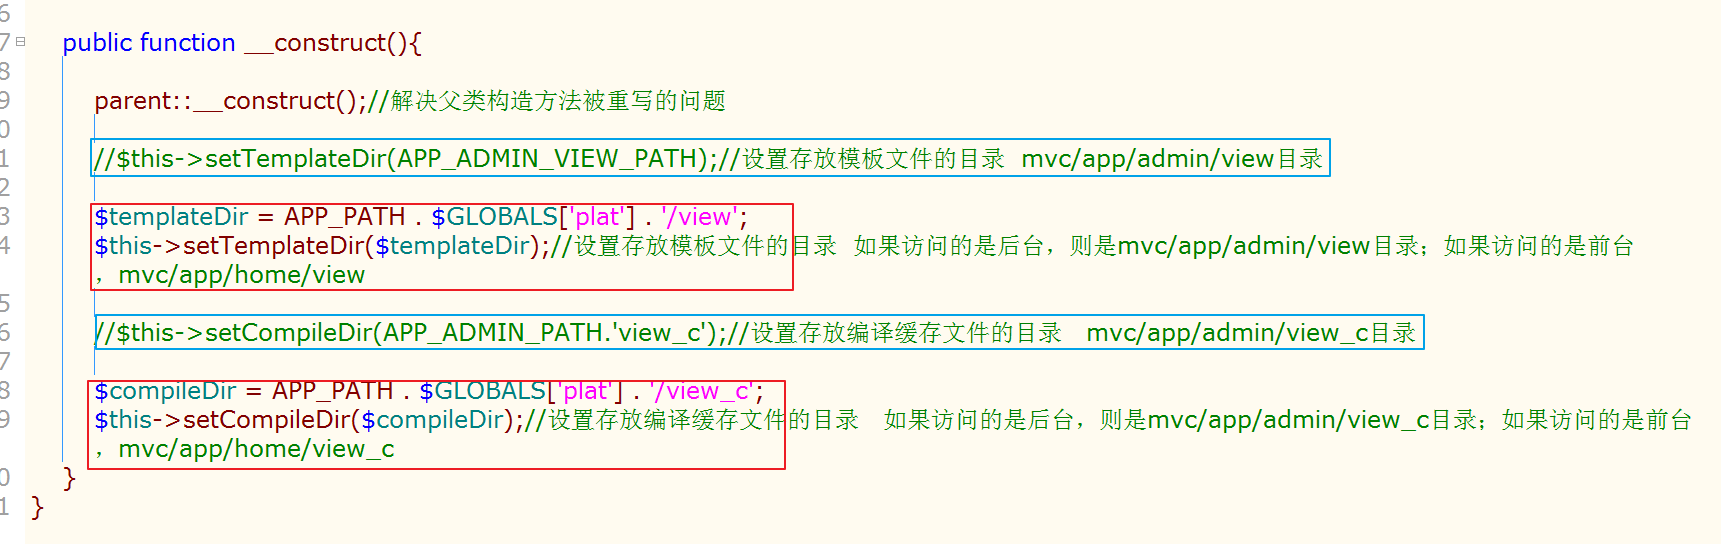 6
7 public function __construct(){
8
9 parent::__construct();//解决父类构造方法被重写的问题
0
1 //$this->setTemplateDir(APP_ADMIN_VIEW_PATH);//设置存放模板文件的目录 mvc/app/admin/view目录
2
3 $templateDir = APP_PATH . $GLOBALS['plat'] . '/view';
4 $this->setTemplateDir($templateDir);//设置存放模板文件的目录 如果访问的是后台，则是mvc/app/admin/view目录；如果访问的是前台
，mvc/app/home/view
5
6 //$this->setCompileDir(APP_ADMIN_PATH.'view_c');//设置存放编译缓存文件的目录 mvc/app/admin/view_c目录
7
8 $compileDir = APP_PATH . $GLOBALS['plat'] . '/view_c';
9 $this->setCompileDir($compileDir);//设置存放编译缓存文件的目录 如果访问的是后台，则是mvc/app/admin/view_c目录；如果访问的是前台
，mvc/app/home/view_c
0 }
1 }